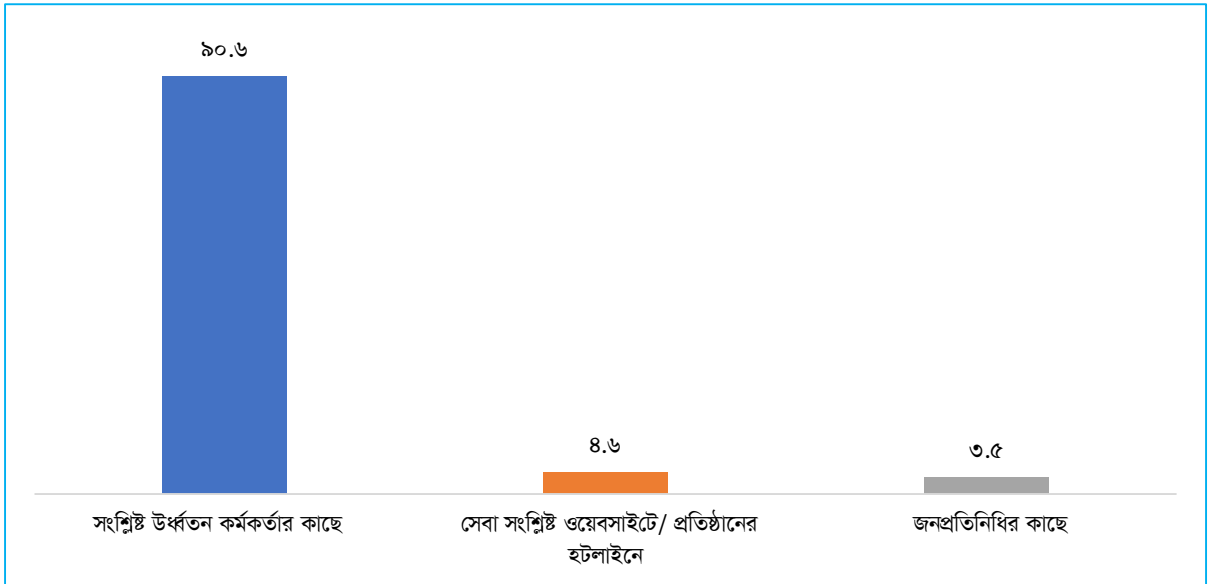 ৯০.৬
৪.৬
৩.৫
সংশ্লিষ্ট উর্ধ্বতন কর্মকর্তার কাছে
সেবা সংশ্লিষ্ট ওয়েবসাইটে/ প্রতিষ্ঠানের
হটলাইনে
জনপ্রতিনিধির কাছে